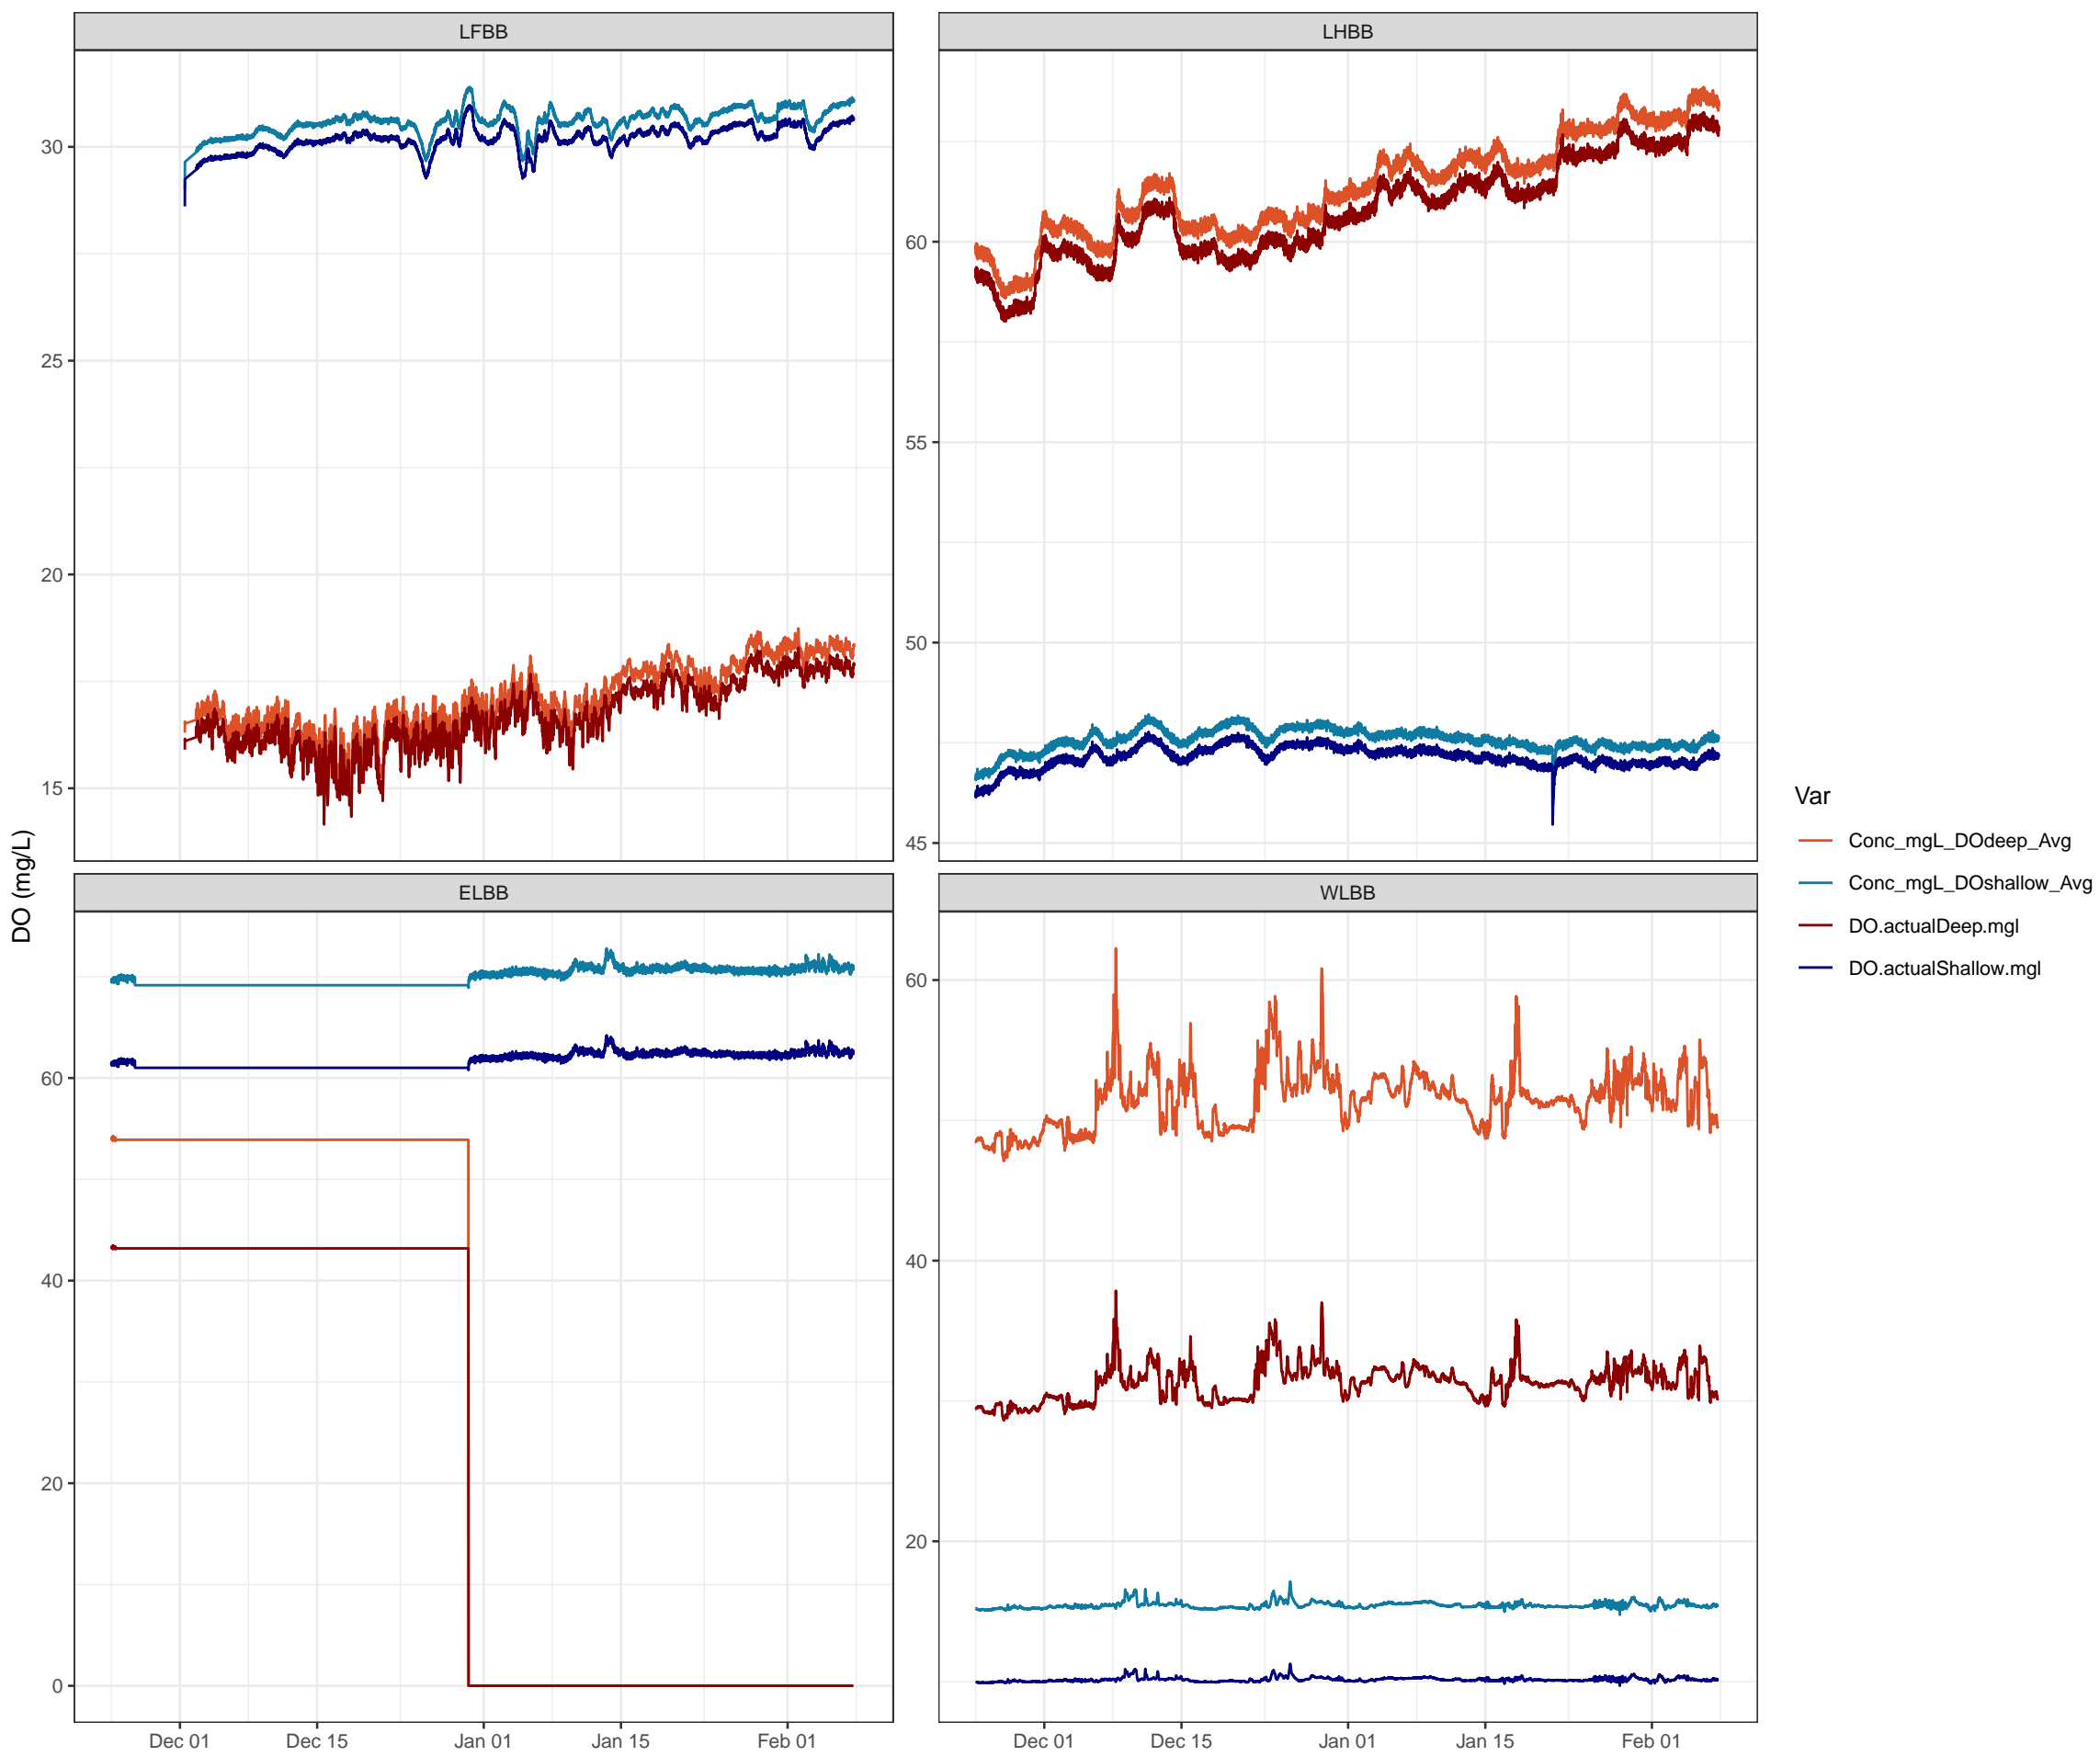 LFBB
LHBB
30
25
20
15
60
55
50
45
DO (mg/L)
ELBB
WLBB
60
40
20
0
60
40
20
Dec 01 Dec 15 Jan 01 Jan 15 Feb 01
Dec 01 Dec 15 Jan 01 Jan 15 Feb 01
Var
Conc_mgL_DOdeep_Avg
Conc_mgL_DOshallow_Avg
DO.actualDeep.mgl
DO.actualShallow.mgl